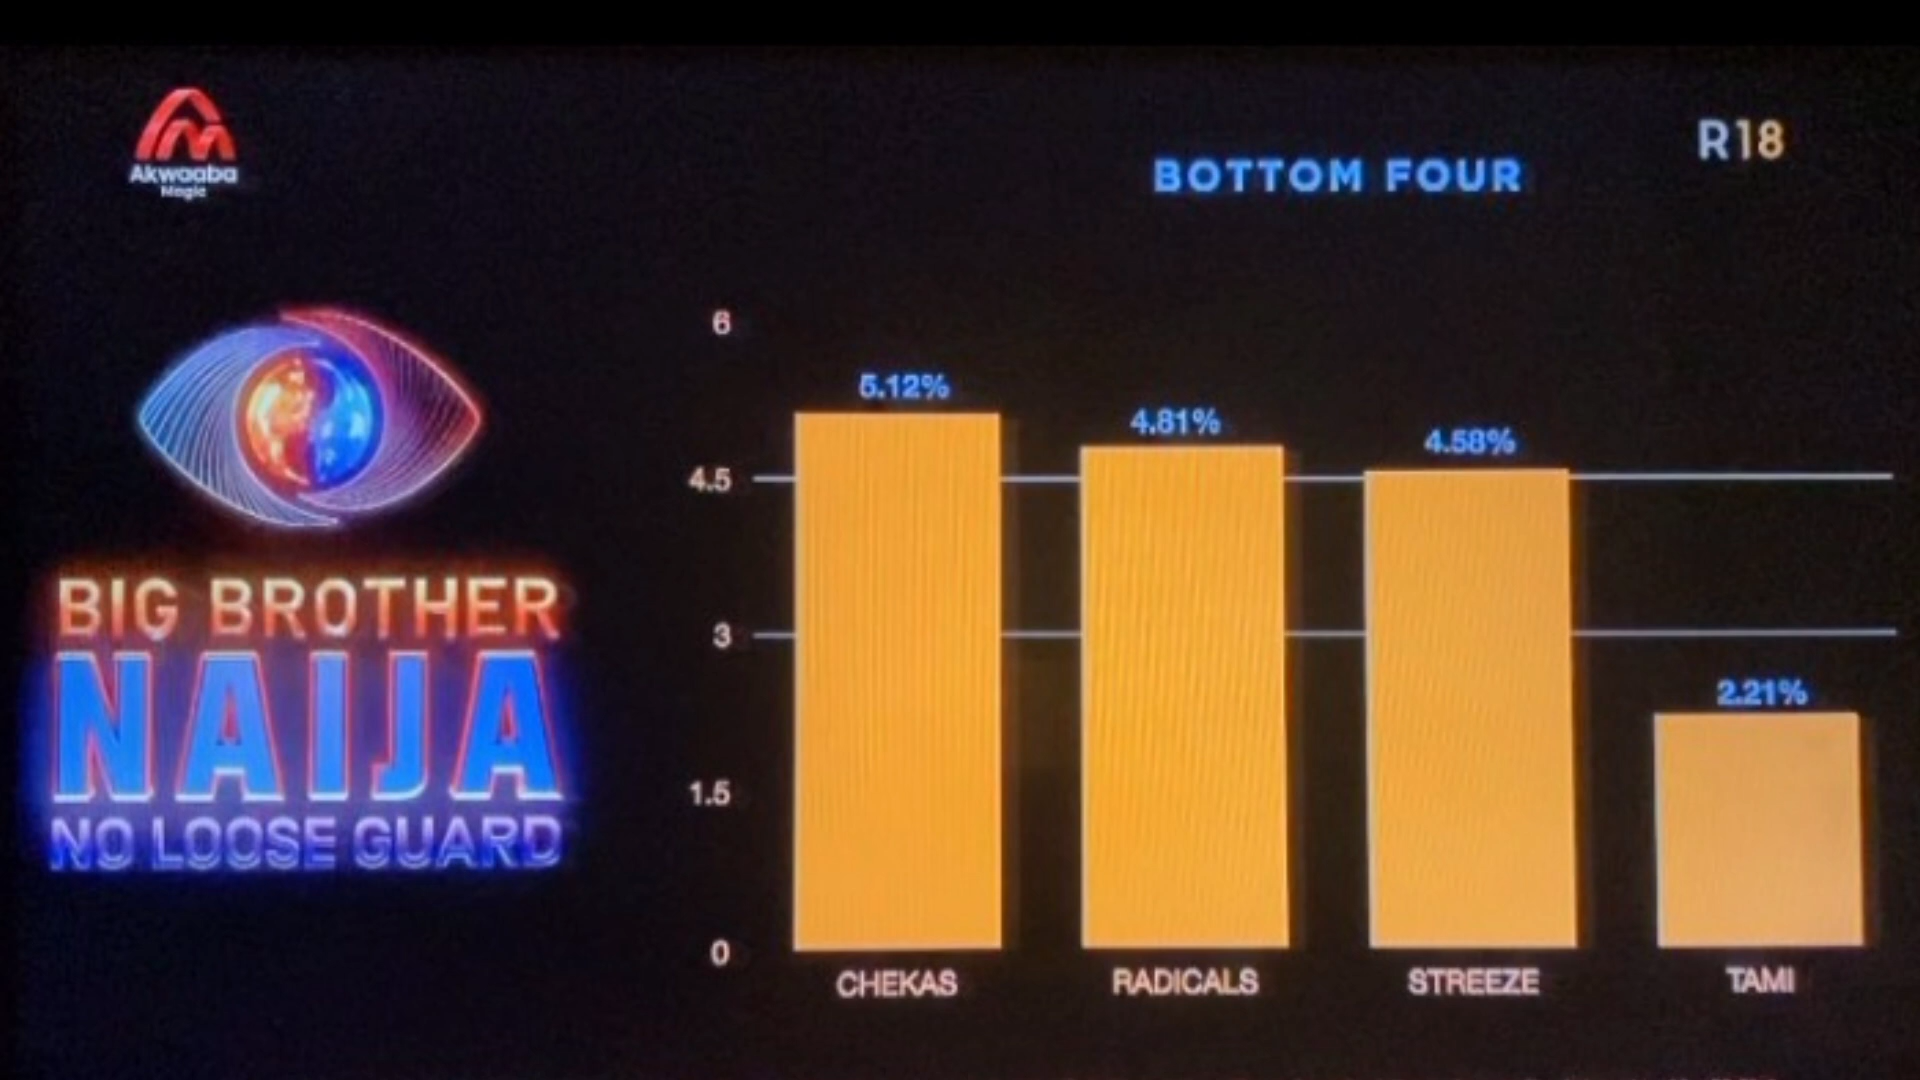 Akwaaba
Magic
R18
BOTTOM FOUR
BIG BROTHER
NAIJA
NO LOOSE GUARD
6
4.5
3
1.5
0
5.12%
4.81%
4.58%
2.21%
CHEKAS
RADICALS
STREEZE
TAMI